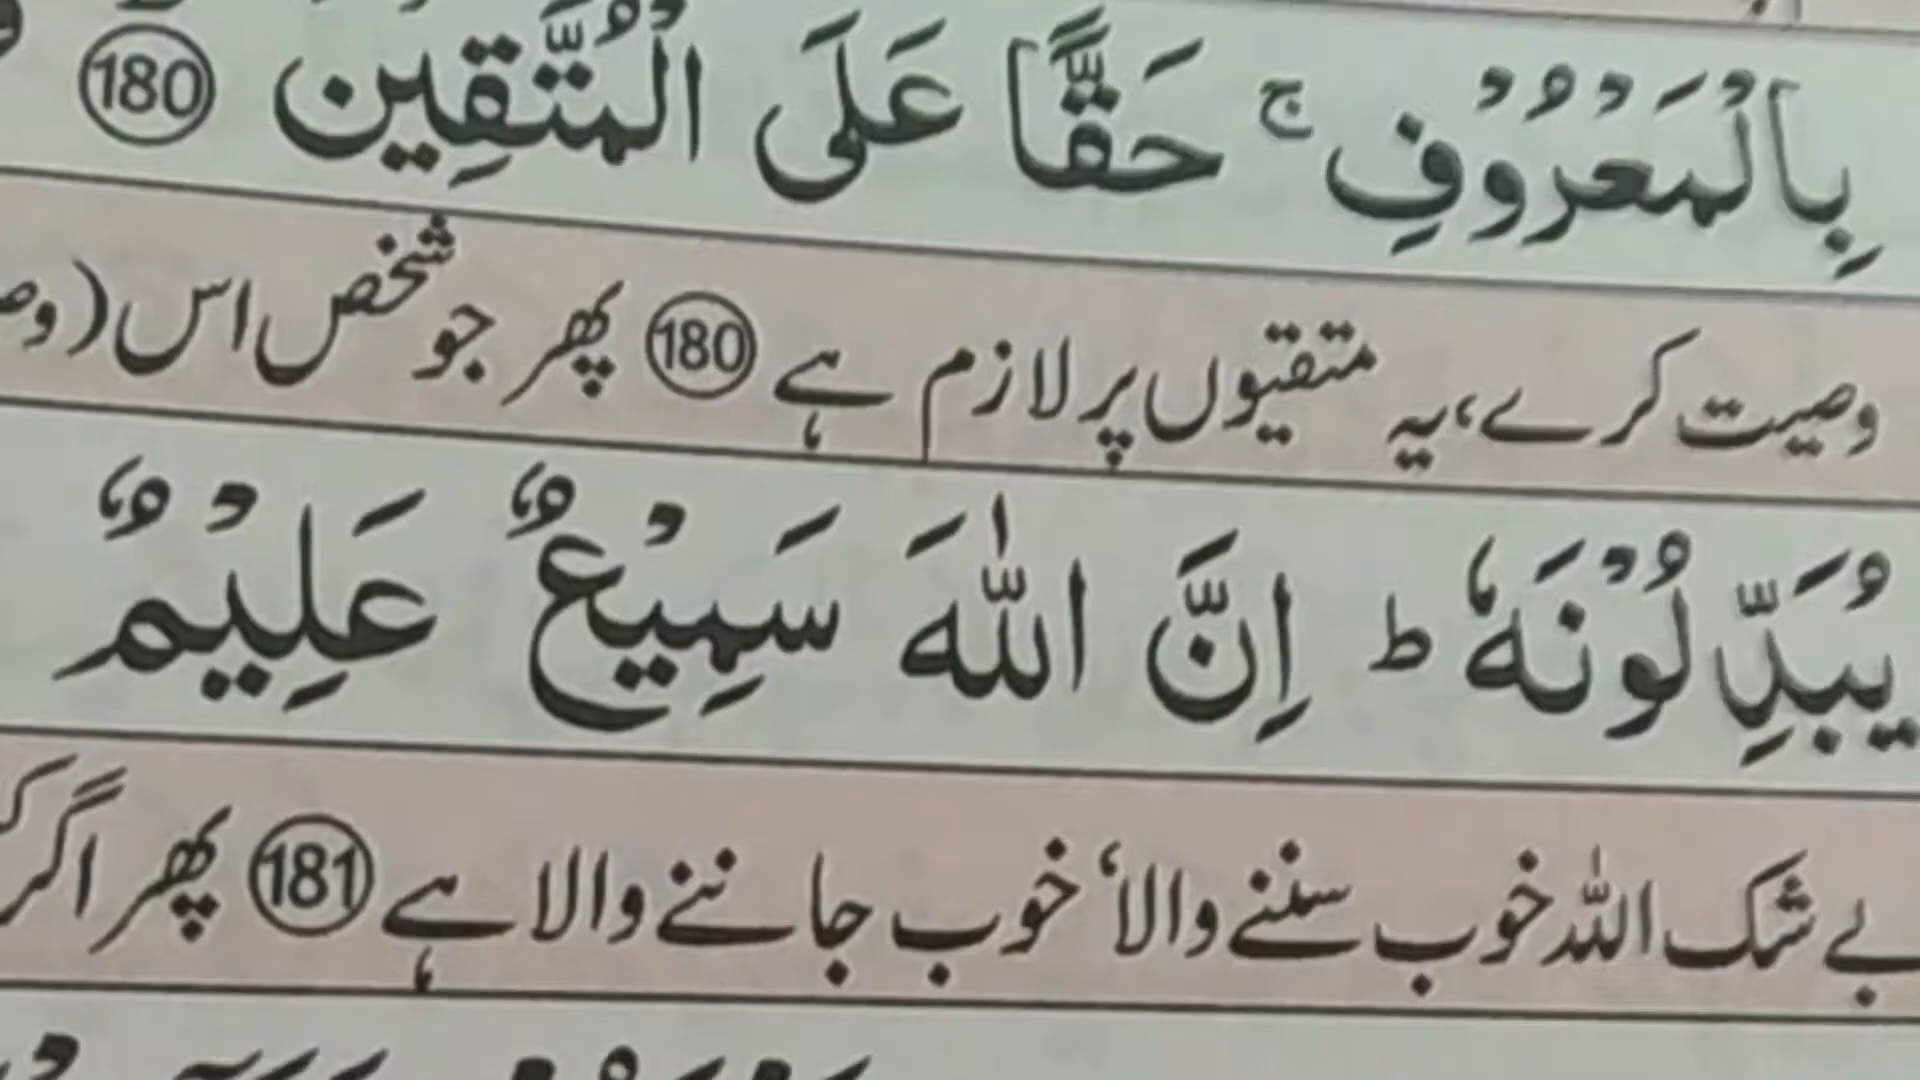 بِالْمَعْرُوْفِ ۚ حَقًّا عَلَى الْمُتَّقِيْنَ 180
وصیت کرے، یہ متقیوں پر لازم ہے 180 پھر جو شخص اس (
يُبَدِّلُوْنَهٗ ؕ اِنَّ اللّٰهَ سَمِيْعٌ عَلِيْمٌ
بے شک اللہ خوب سننے والا‘ خوب جاننے والا ہے 181 پھر اگر